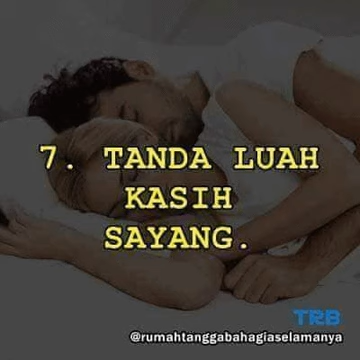 7. TANDA LUAH
KASIH
SAYANG.
TRB
@rumahtanggabahagiaselamanya